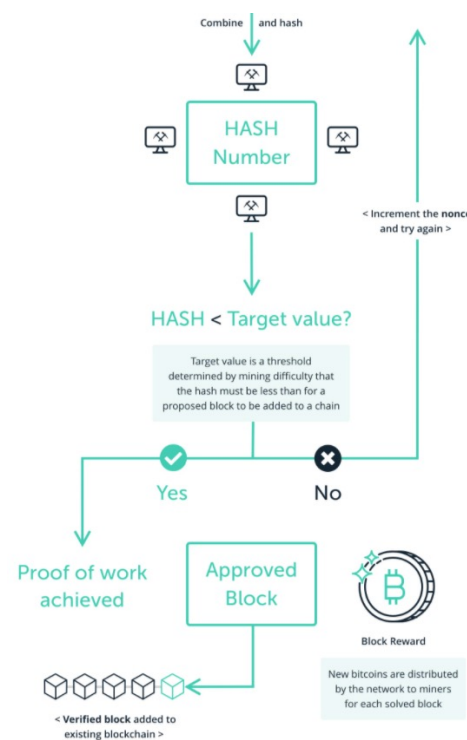 Combine and hash
HASH
Number
< Increment the nonce
and try again >
HASH < Target value?
Target value is a threshold
determined by mining difficulty that
the hash must be less than for a
proposed block to be added to a chain
Yes
No
Proof of work
achieved
Approved
Block
Block Reward
New bitcoins are distributed
by the network to miners
for each solved block
< Verified block added to
existing blockchain >